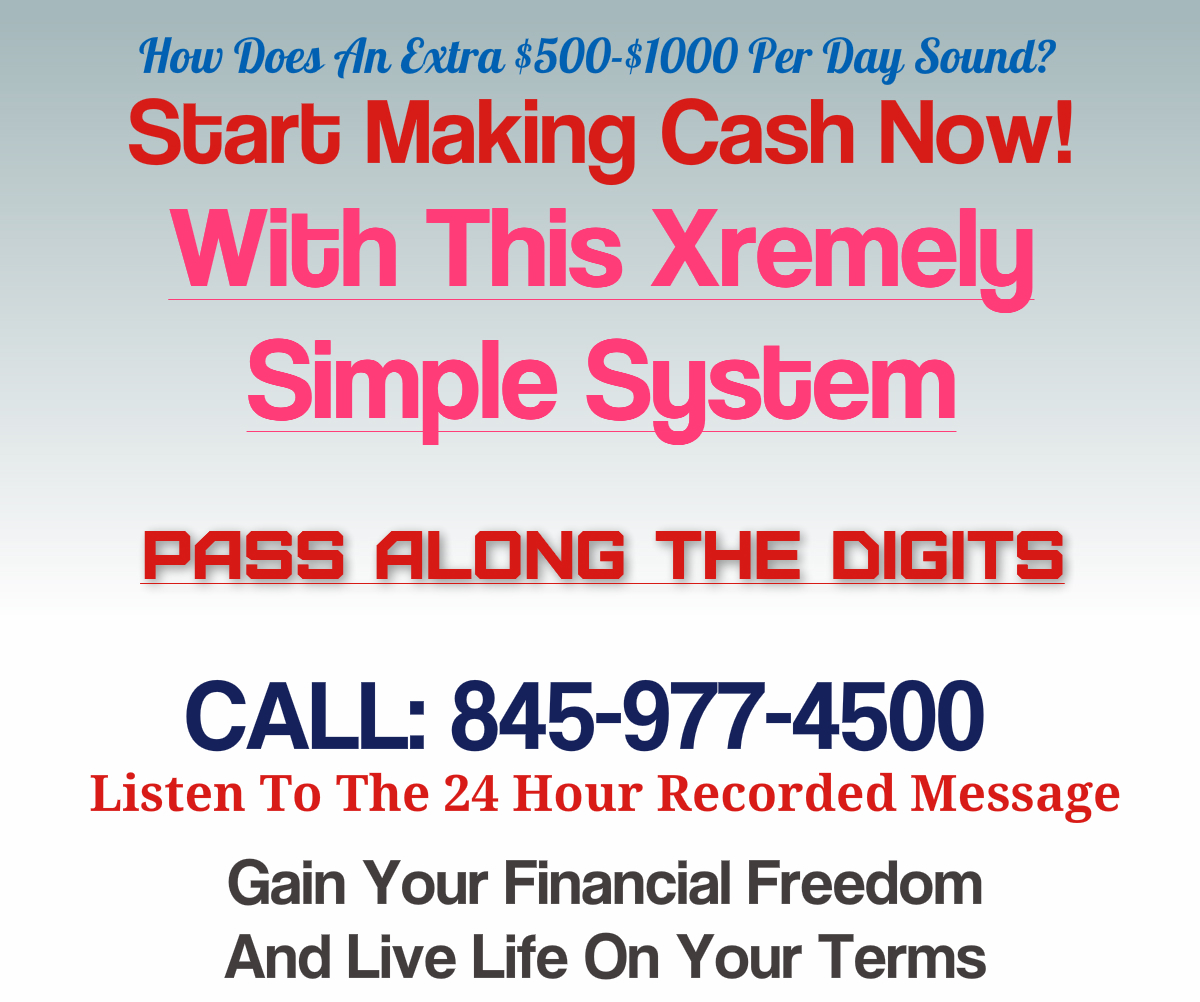 How Does An Extra $500-$1000 Per Day Sound?
Start Making Cash Now!
With This Xremely
Simple System
PASS ALONG THE DIGITS
CALL: 845-977-4500
Listen To The 24 Hour Recorded Message
Gain Your Financial Freedom
And Live Life On Your Terms